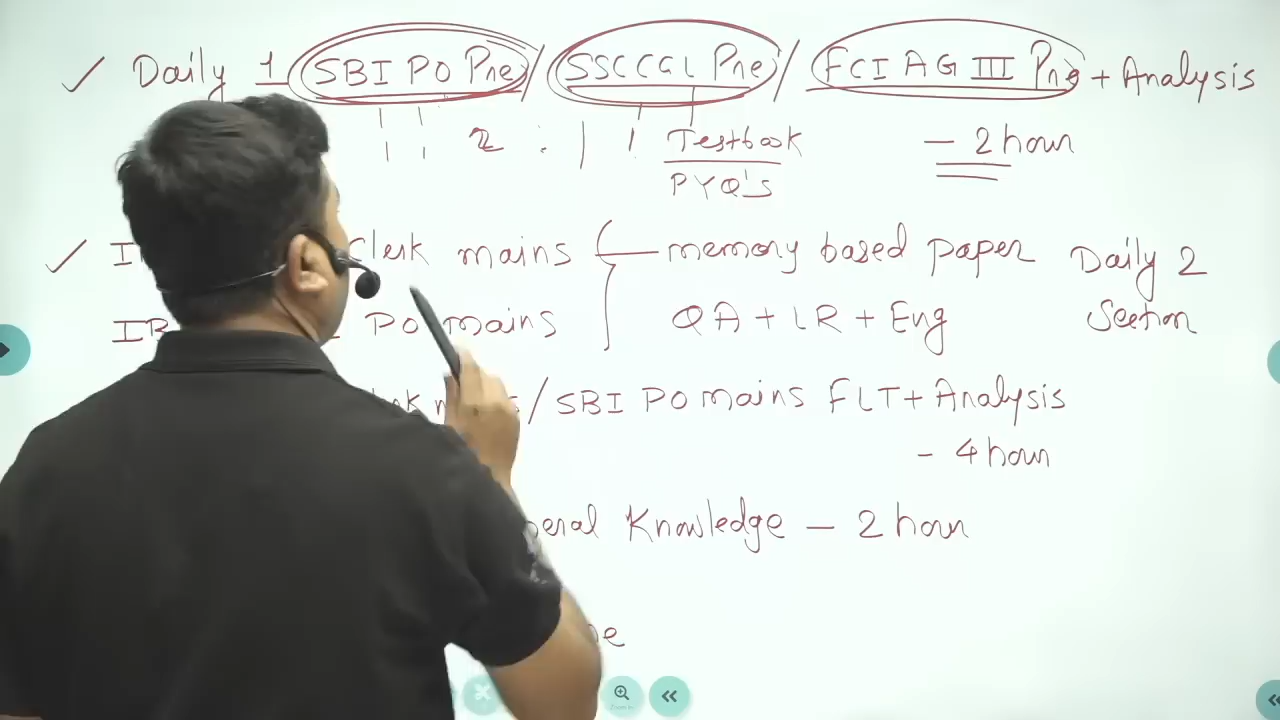 ✓ Daily 1 SBI PO Pre / SSC CGL Pre / FCI AG III Pre + Analysis
2 : 1 Testbook - 2 hour
PYQ's
✓ Clerk mains memory based paper Daily 2
PO mains QA + LR + Eng Section
/ SBI PO mains FLT + Analysis
- 4 hour
Knowledge - 2 hour